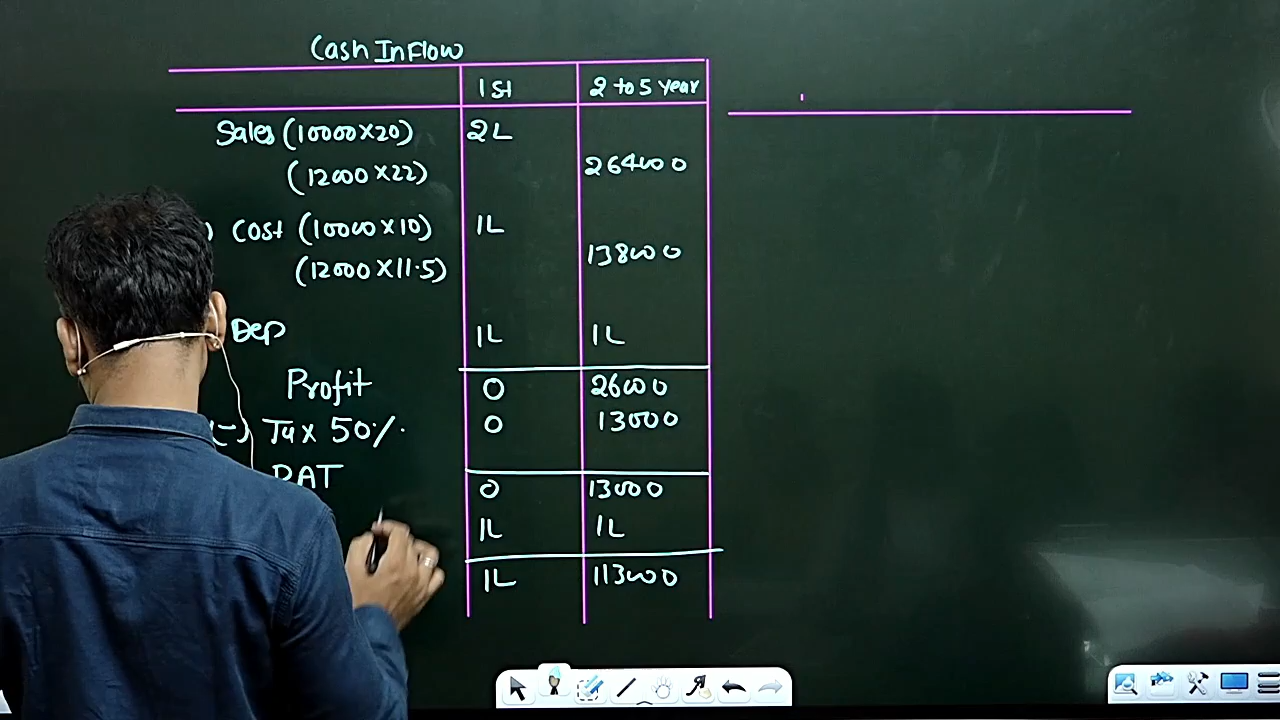 Cash InFlow
1st 2 to 5 year
Sales (10000×20) 2L
(12000×22) 264000
) Cost (10000×10) 1L
(12000×11.5) 138000
Dep 1L 1L
Profit 0 26000
(-) Tax 50% 0 13000
PAT 0 13000
1L 1L
1L 113000